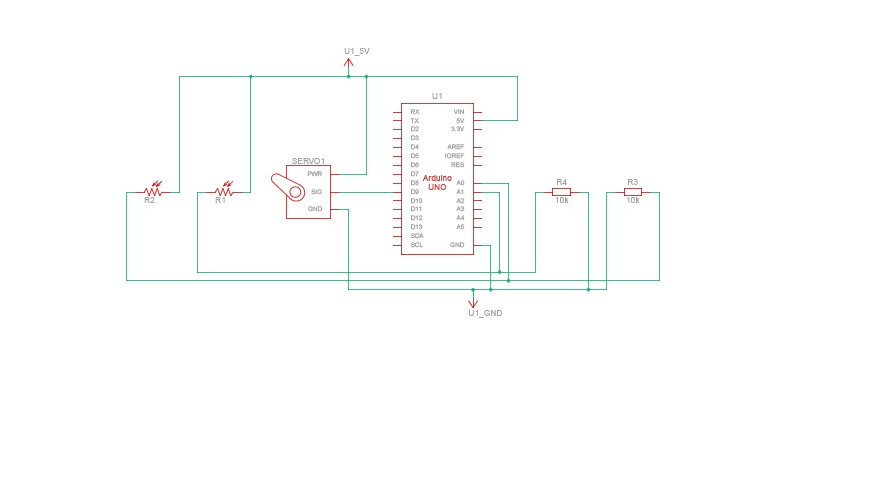 U1_5V
U1
RX
TX
D2
D3
D4
D5
D6
D7
D8
D9
D10
D11
D12
D13
SDA
SCL
Arduino
UNO
VIN
5V
3.3V
AREF
IOREF
RES
A0
A1
A2
A3
A4
A5
GND
SERVO1
PWR
SIG
GND
R2
R1
R4
10k
R3
10k
U1_GND